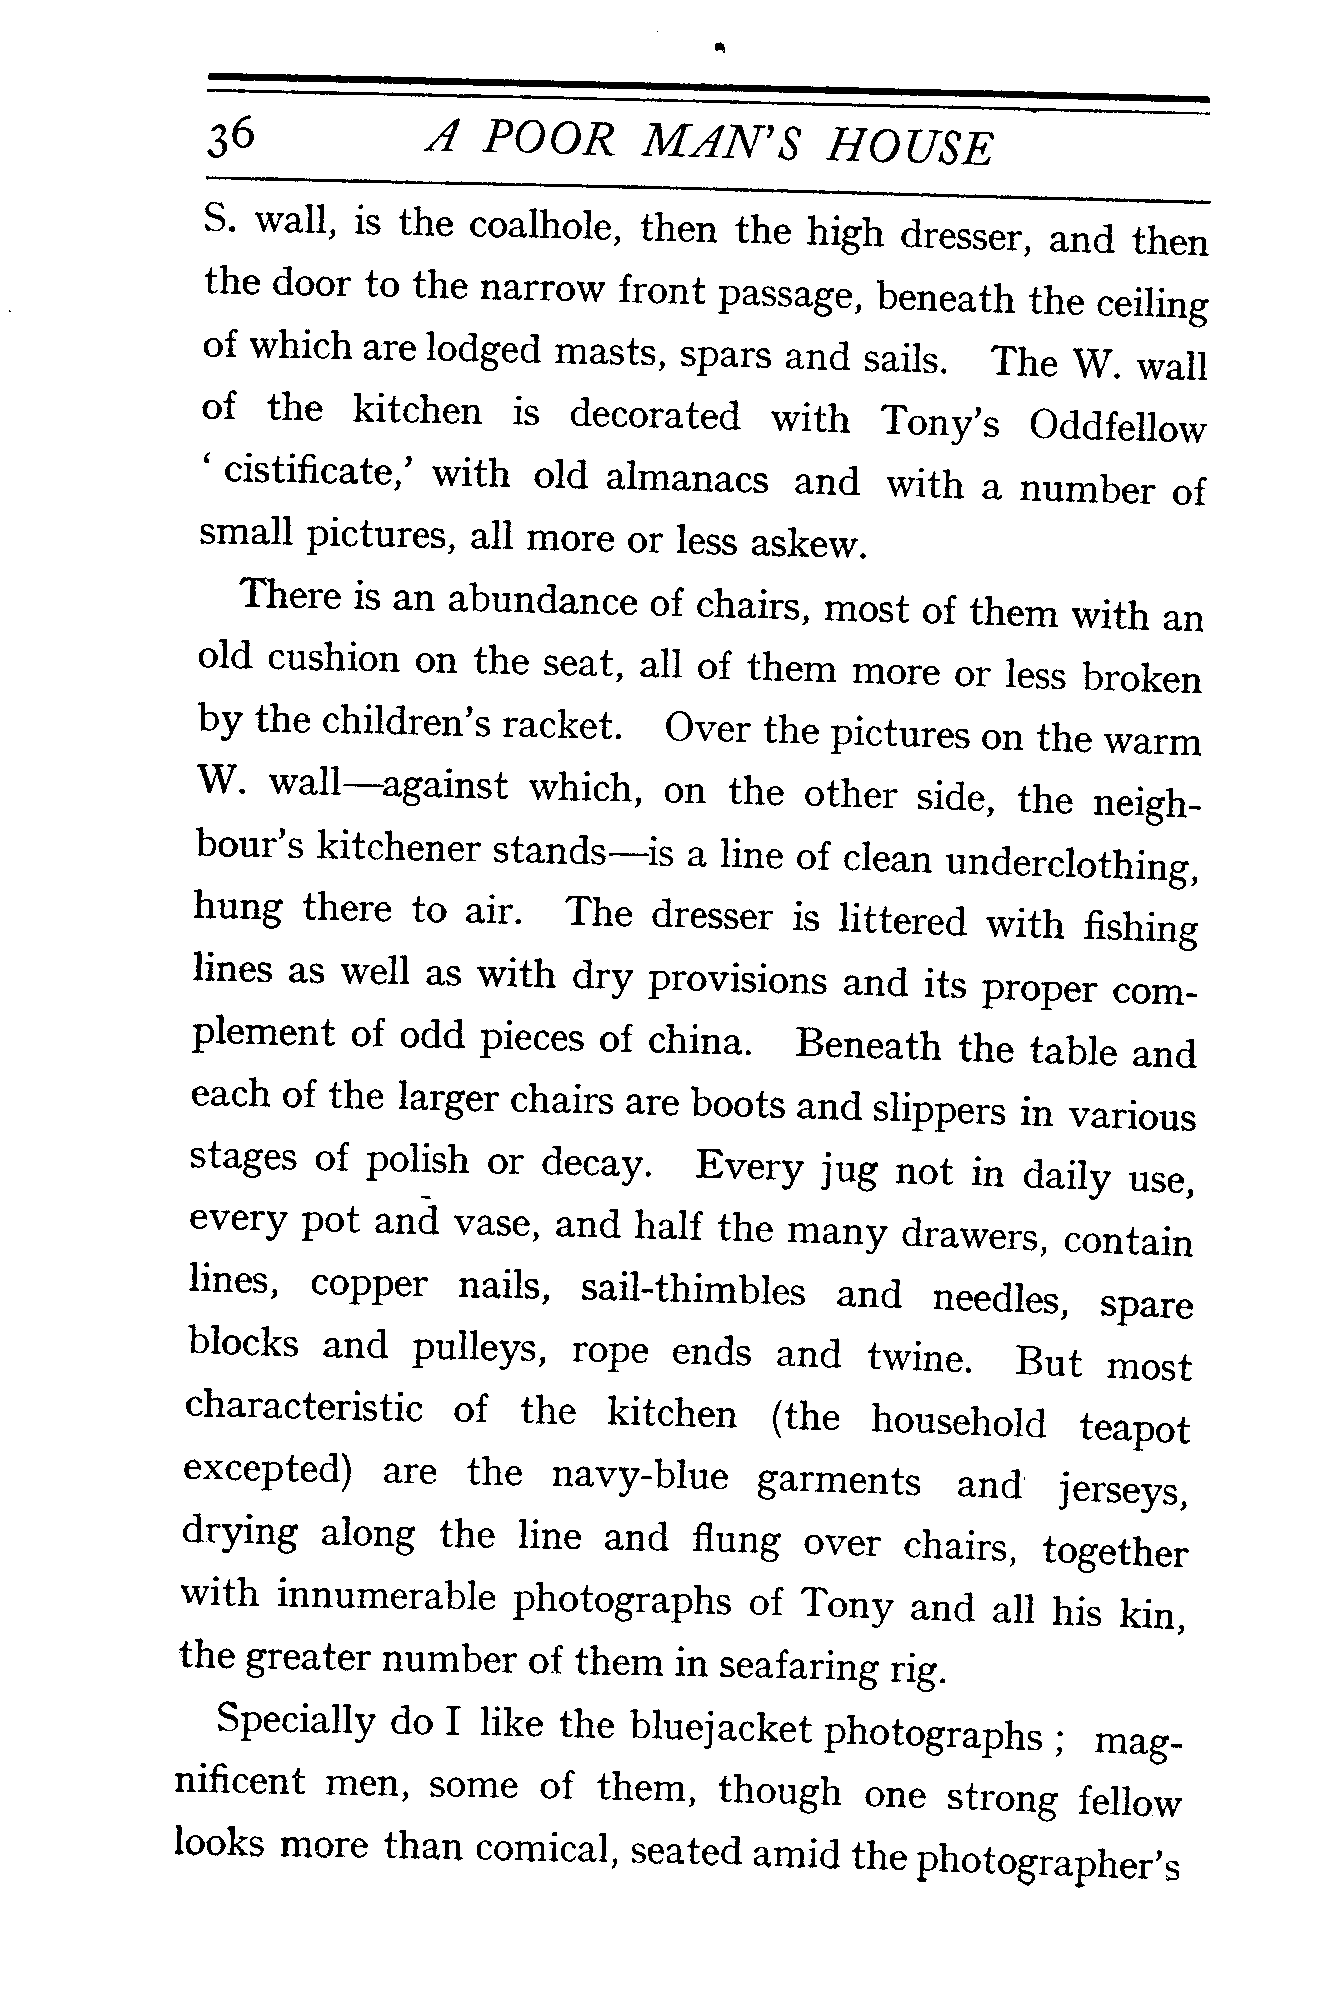 36 A POOR MAN'S HOUSE
S. wall, is the coalhole, then the high dresser, and then
the door to the narrow front passage, beneath the ceiling
of which are lodged masts, spars and sails. The W. wall
of the kitchen is decorated with Tony's Oddfellow
‘ cistificate,’ with old almanacs and with a number of
small pictures, all more or less askew.
There is an abundance of chairs, most of them with an
old cushion on the seat, all of them more or less broken
by the children's racket. Over the pictures on the warm
W. wall—against which, on the other side, the neigh-
bour's kitchener stands—is a line of clean underclothing,
hung there to air. The dresser is littered with fishing
lines as well as with dry provisions and its proper com-
plement of odd pieces of china. Beneath the table and
each of the larger chairs are boots and slippers in various
stages of polish or decay. Every jug not in daily use,
every pot and vase, and half the many drawers, contain
lines, copper nails, sail-thimbles and needles, spare
blocks and pulleys, rope ends and twine. But most
characteristic of the kitchen (the household teapot
excepted) are the navy-blue garments and jerseys,
drying along the line and flung over chairs, together
with innumerable photographs of Tony and all his kin,
the greater number of them in seafaring rig.
Specially do I like the bluejacket photographs ; mag-
nificent men, some of them, though one strong fellow
looks more than comical, seated amid the photographer's